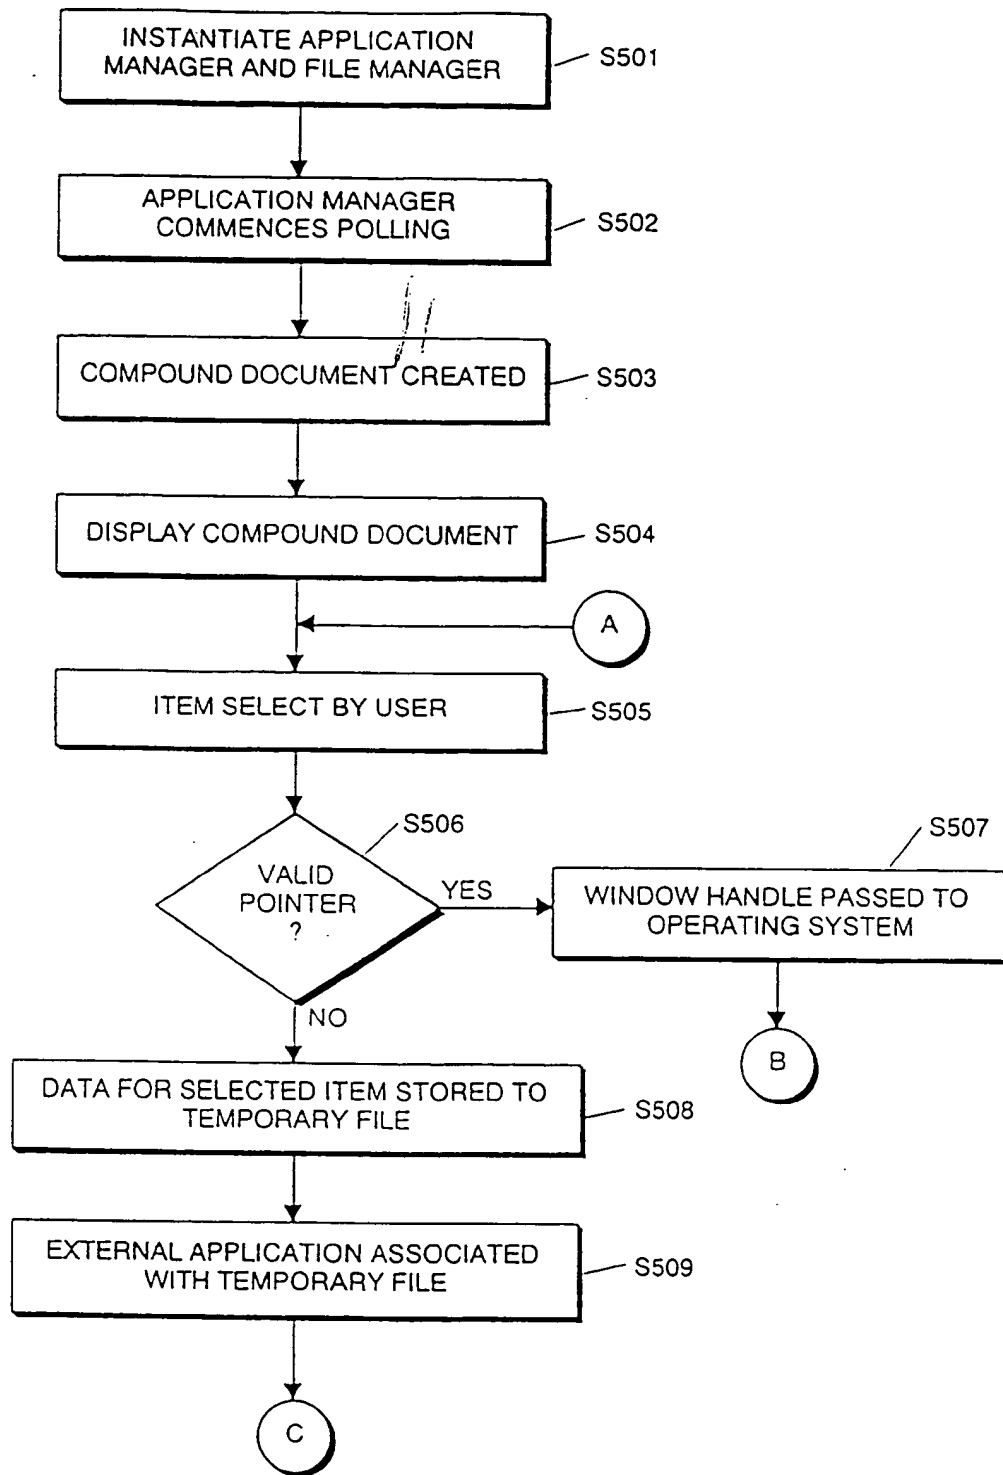 INSTANTIATE APPLICATION
MANAGER AND FILE MANAGER
S501
APPLICATION MANAGER
COMMENCES POLLING
S502
COMPOUND DOCUMENT CREATED
S503
DISPLAY COMPOUND DOCUMENT
S504
A
ITEM SELECT BY USER
S505
S506
VALID
POINTER
?
YES
S507
WINDOW HANDLE PASSED TO
OPERATING SYSTEM
NO
B
DATA FOR SELECTED ITEM STORED TO
TEMPORARY FILE
S508
EXTERNAL APPLICATION ASSOCIATED
WITH TEMPORARY FILE
S509
C